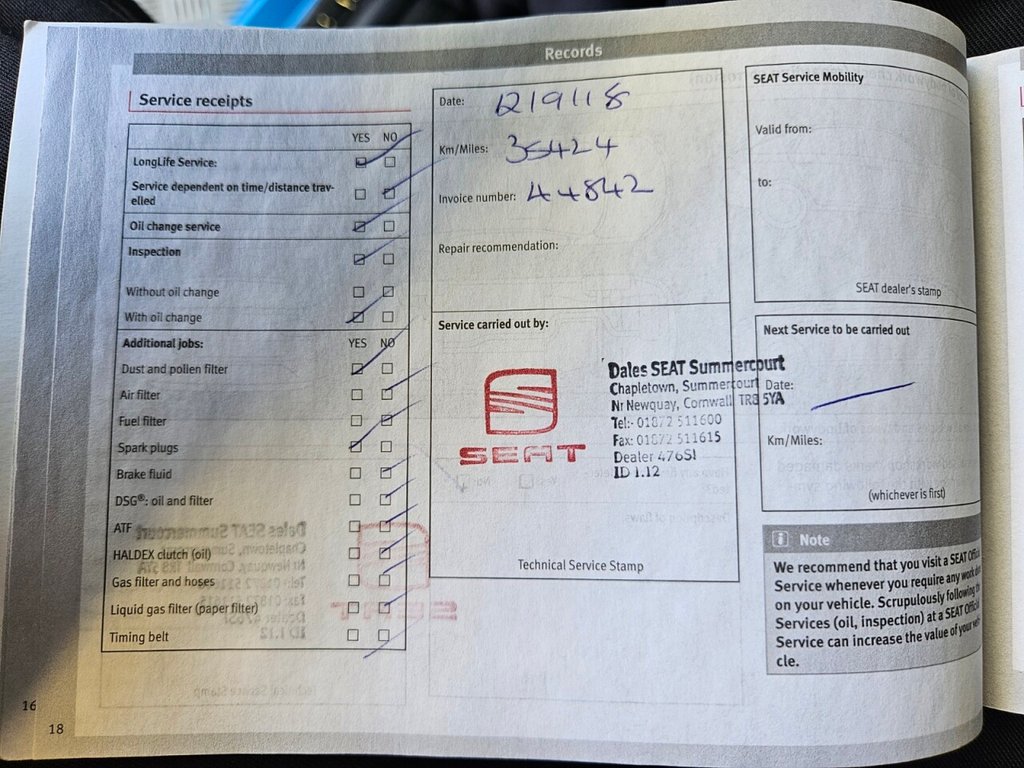 Records
Service receipts
YES NO
LongLife Service:
Service dependent on time/distance trav-
elled
Oil change service
Inspection
Without oil change
With oil change
Additional jobs: YES NO
Dust and pollen filter
Air filter
Fuel filter
Spark plugs
Brake fluid
DSG®: oil and filter
ATF
HALDEX clutch (oil)
Gas filter and hoses
Liquid gas filter (paper filter)
Timing belt
Date: 12/9/18
Km/Miles: 35424
Invoice number: 44842
Repair recommendation:
Service carried out by:
SEAT
Dales SEAT Summercourt
Chapletown, Summercourt
Nr Newquay, Cornwall TR8 5YA
Tel:- 01872 511600
Fax: 01872 511615
Dealer 476SI
ID 1.12
Technical Service Stamp
SEAT Service Mobility
Valid from:
to:
SEAT dealer's stamp
Next Service to be carried out
Date:
Km/Miles:
(whichever is first)
i Note
We recommend that you visit a SEAT
Service whenever you require any work
on your vehicle. Scrupulously following the
Services (oil, inspection) at a SEAT
Service can increase the value of your
cle.
16
18